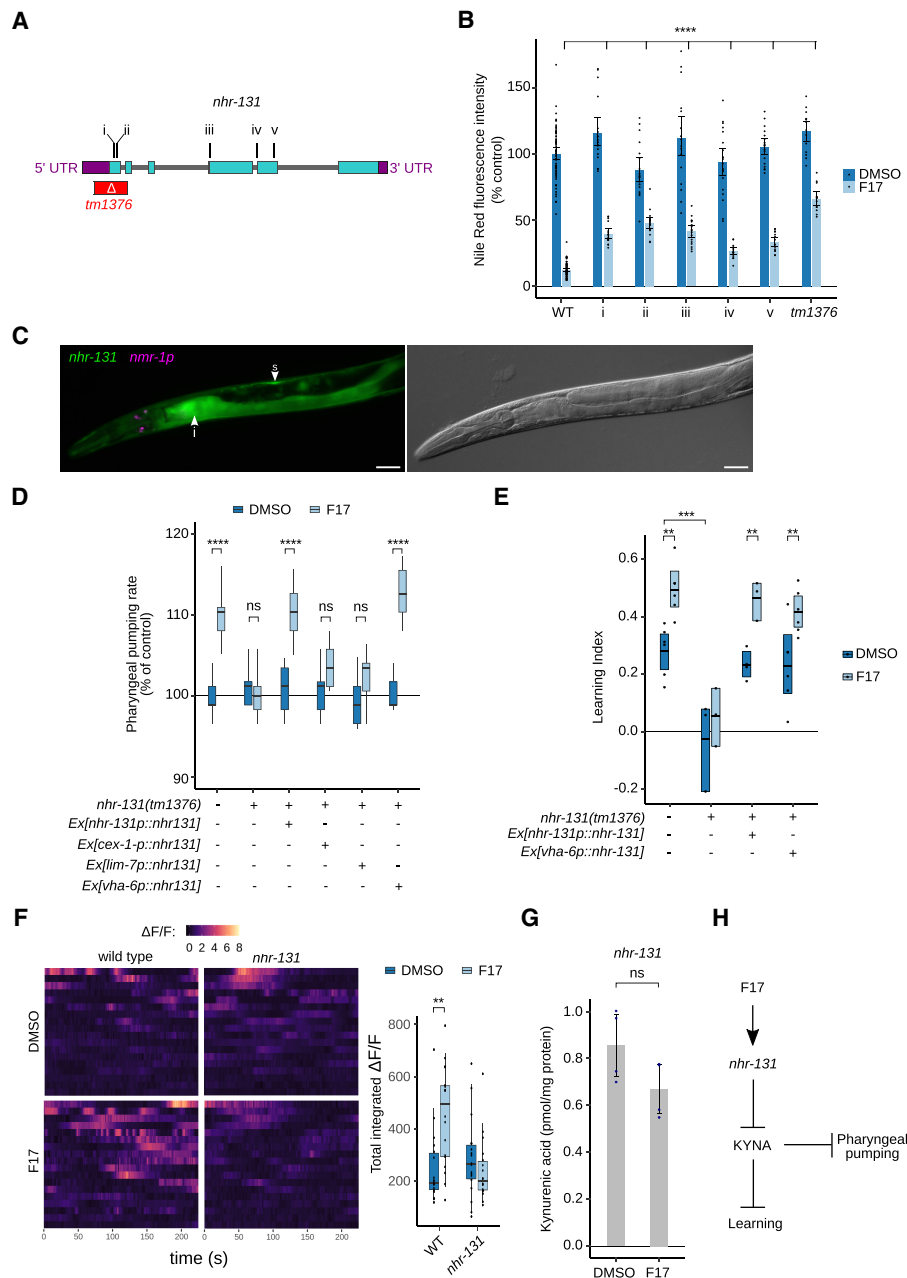 A
nhr-131
i ii iii iv v
5' UTR 3' UTR
Δ
tm1376
B
****
Nile Red fluorescence intensity
(% control)
150
100
50
0
WT i ii iii iv v tm1376
DMSO
F17
C
nhr-131 nmr-1p
s
i
D
DMSO F17
Pharyngeal pumping rate
(% of control)
120
110
100
90
**** ns **** ns ns ****
nhr-131(tm1376) - + + + + +
Ex[nhr-131p::nhr131] - - + - - -
Ex[cex-1-p::nhr131] - - - + - -
Ex[lim-7p::nhr131] - - - - + -
Ex[vha-6p::nhr131] - - - - - +
E
***
** ** **
Learning Index
0.6
0.4
0.2
0.0
-0.2
DMSO
F17
nhr-131(tm1376) - + + +
Ex[nhr-131p::nhr-131] - - + -
Ex[vha-6p::nhr-131] - - - +
F
ΔF/F:
0 2 4 6 8
wild type nhr-131
DMSO
F17
0 50 100 150 200 0 50 100 150 200
time (s)
DMSO F17
**
Total integrated ΔF/F
800
600
400
200
WT nhr-131
G
nhr-131
ns
Kynurenic acid (pmol/mg protein)
1.0
0.8
0.6
0.4
0.2
0.0
DMSO F17
H
F17
nhr-131
KYNA
Pharyngeal
pumping
Learning